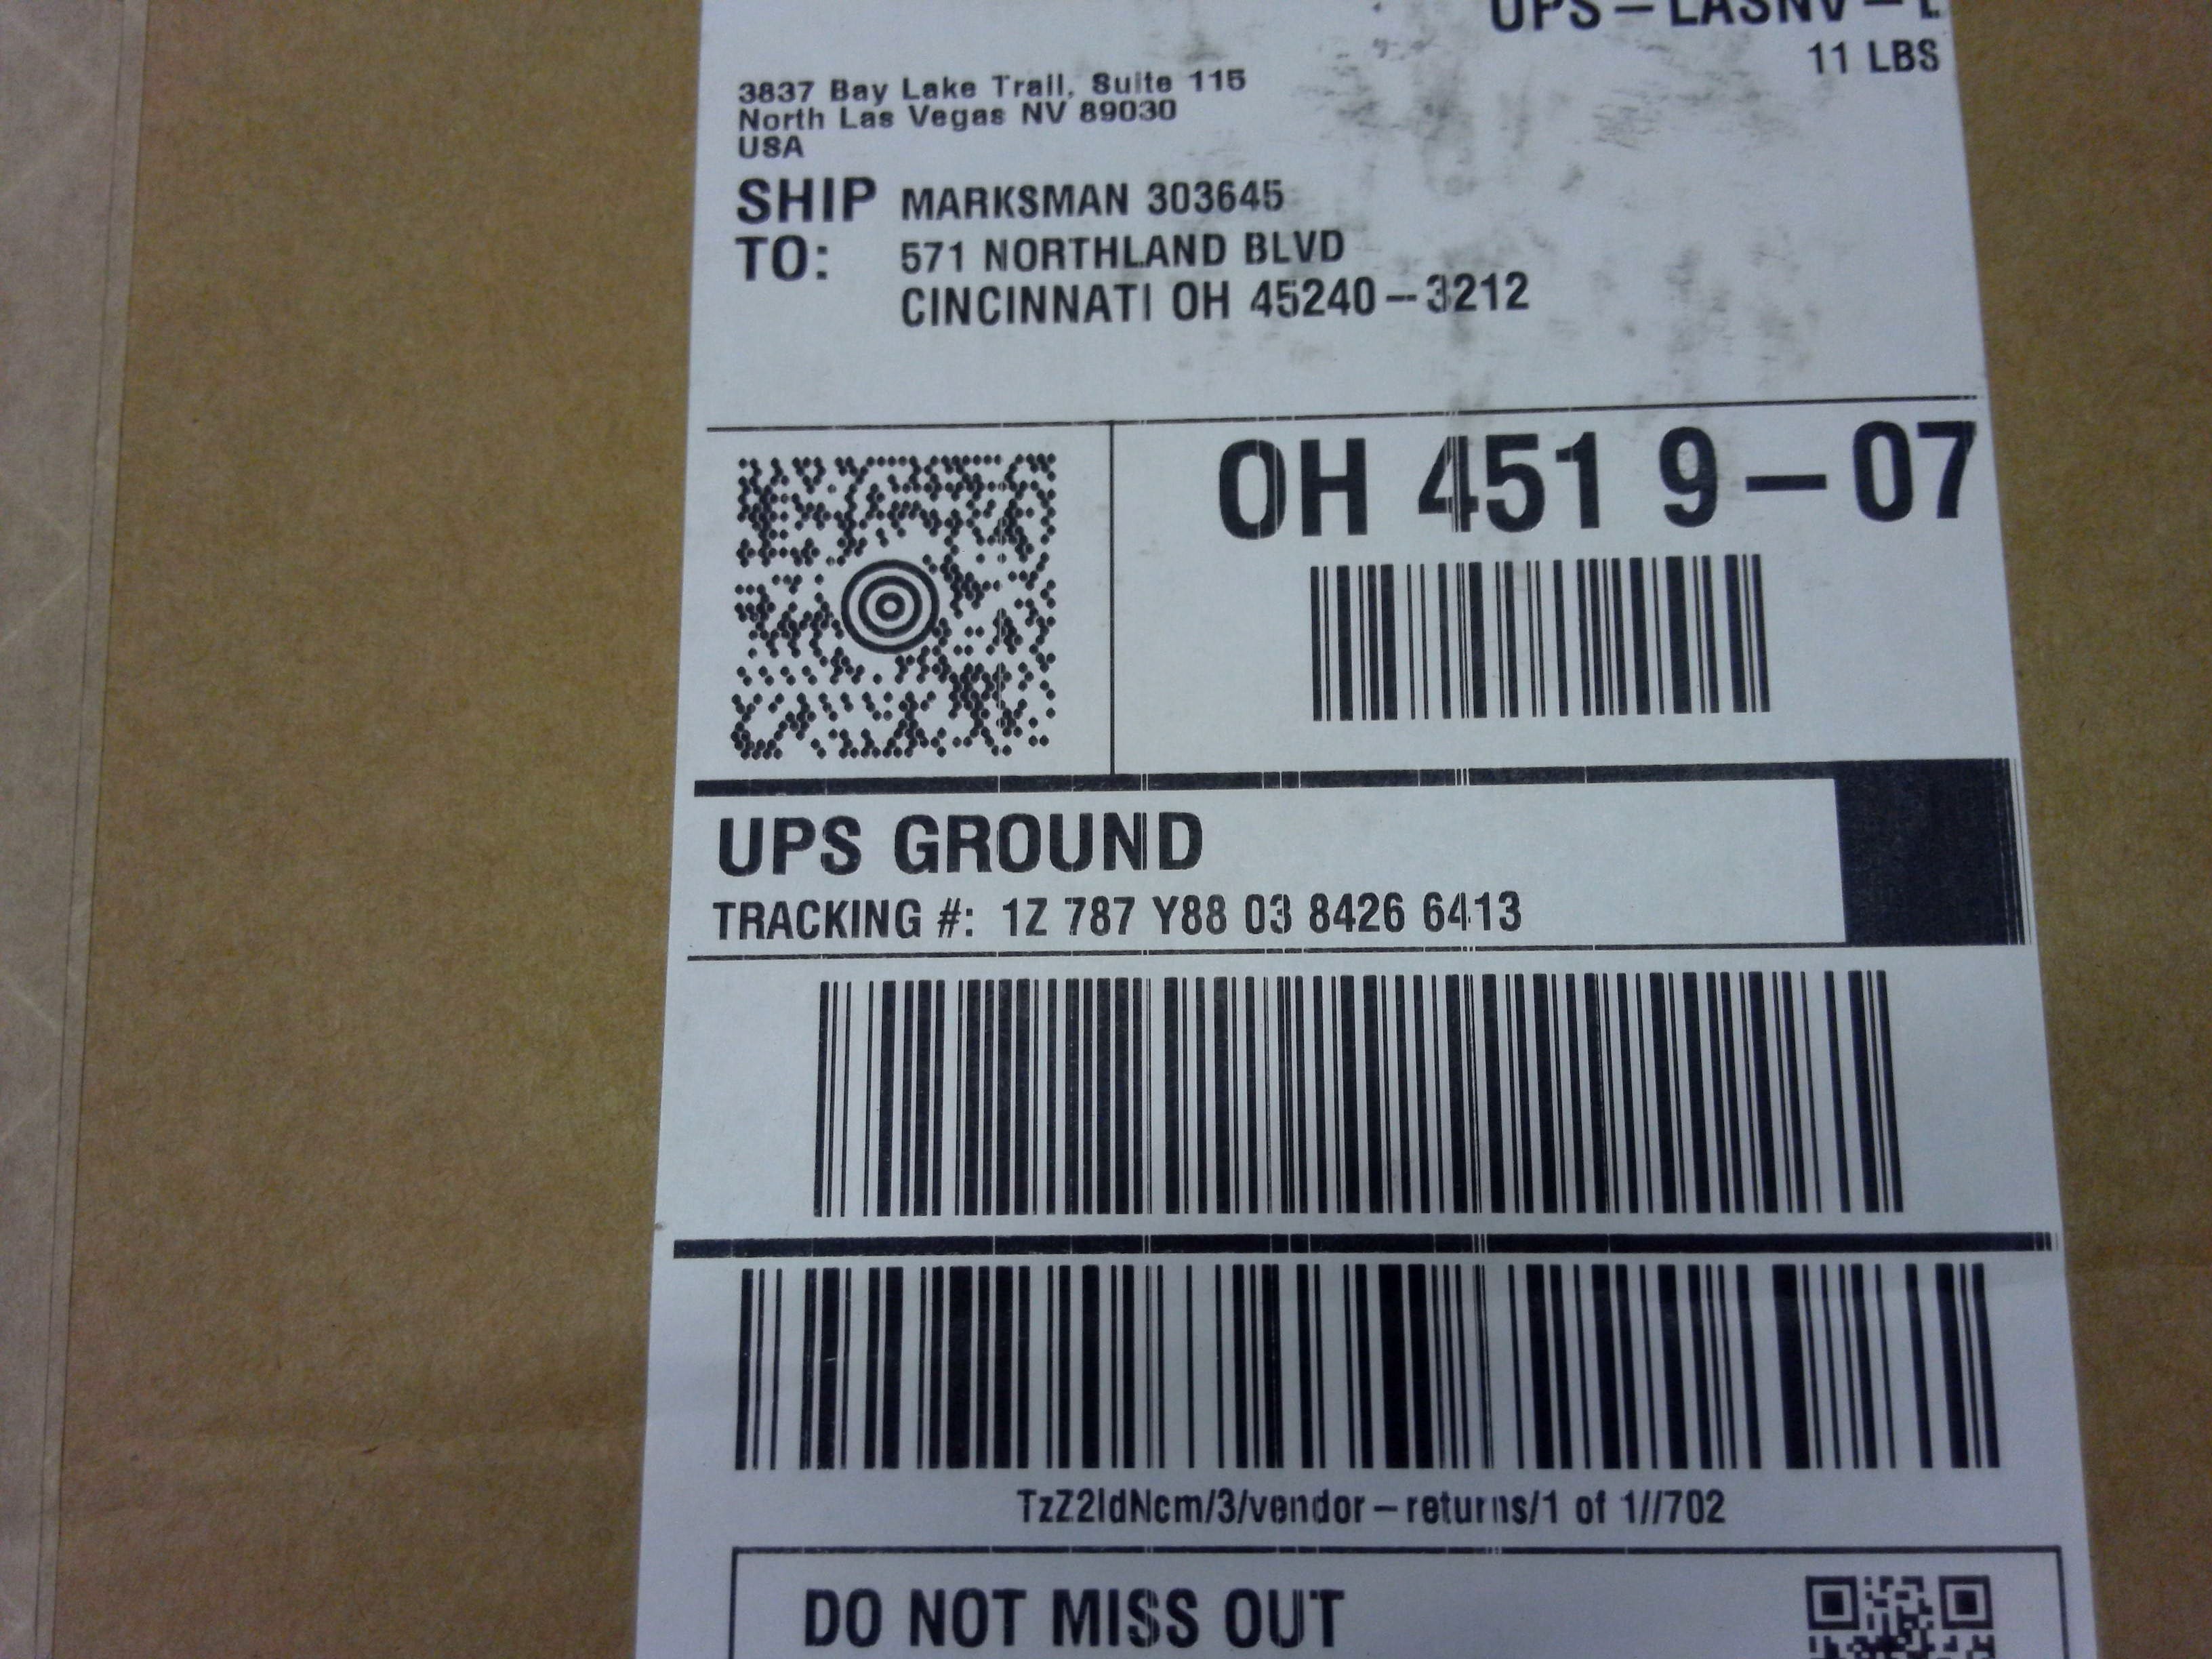 UPS – LASNV – L
11 LBS
3837 Bay Lake Trail, Suite 115
North Las Vegas NV 89030
USA
SHIP TO:
MARKSMAN 303645
571 NORTHLAND BLVD
CINCINNATI OH 45240–3212
OH 451 9–07
UPS GROUND
TRACKING #: 1Z 787 Y88 03 8426 6413
TzZ2ldNcm/3/vendor–returns/1 of 1//702
DO NOT MISS OUT